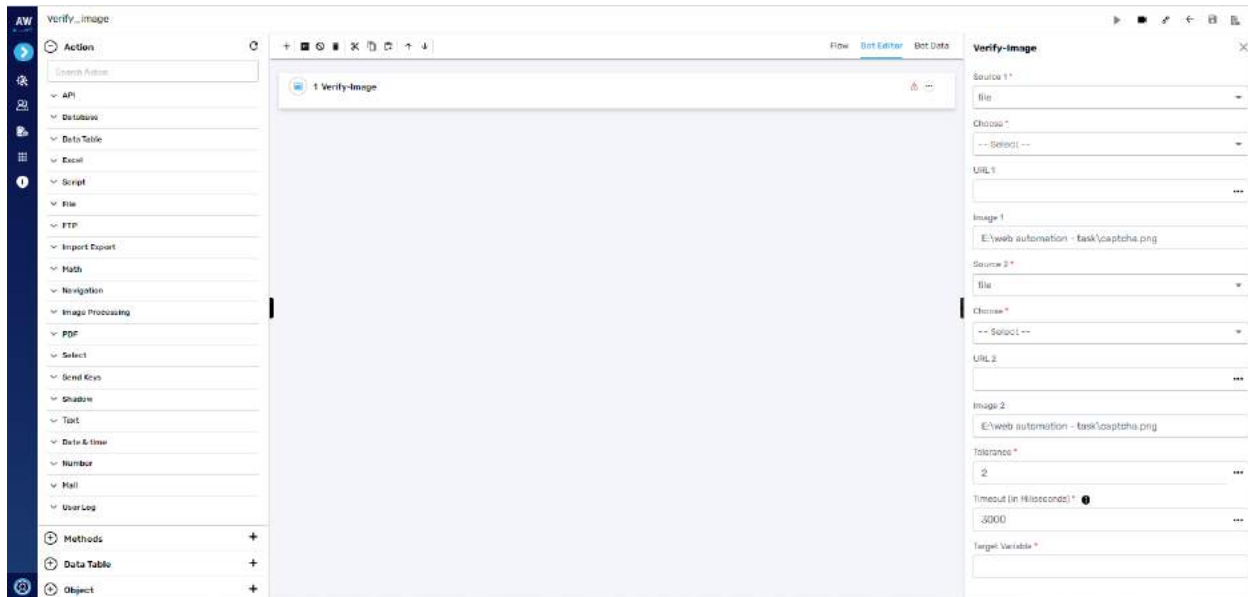 AW
Verify_image
Action
Search Action
API
Database
Data Table
Excel
Script
File
FTP
Import Export
Math
Navigation
Image Processing
PDF
Select
Send Keys
Shadow
Text
Date & time
Number
Mail
User Log
Methods
Data Table
Object
Flow Bot Editor Bot Data
1 Verify-Image
Verify-Image
Source 1 *
file
Choose *
-- Select --
URL 1
Image 1
E:\web automation - task\captcha.png
Source 2 *
file
Choose *
-- Select --
URL 2
Image 2
E:\web automation - task\captcha.png
Tolerance *
2
Timeout (in Milliseconds) *
3000
Target Variable *